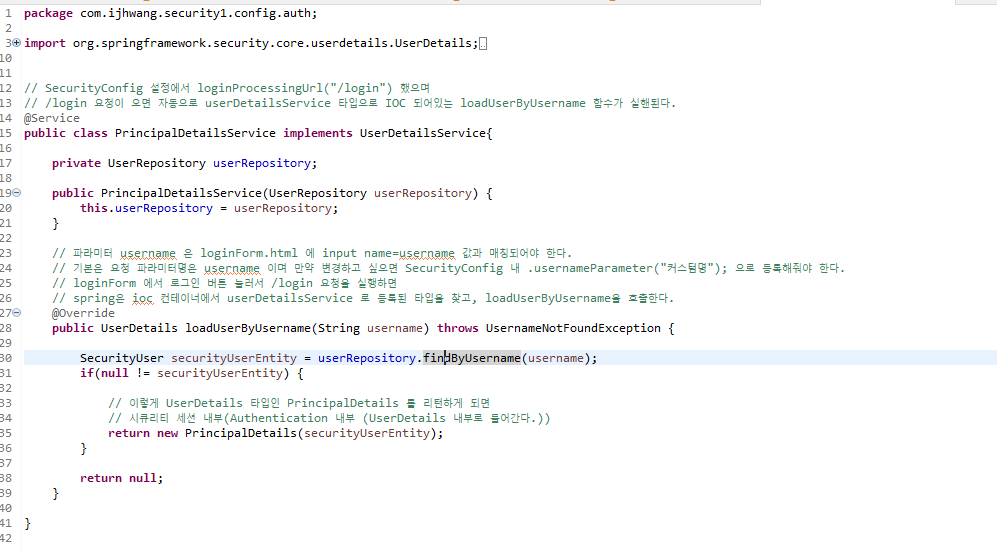 1 package com.ijhwang.security1.config.auth;
2
3 import org.springframework.security.core.userdetails.UserDetails;
10
11
12 // SecurityConfig 설정에서 loginProcessingUrl("/login") 했으며
13 // /login 요청이 으면 자동으로 userDetailsService 타입으로 IOC 되어있는 loadUserByUsername 함수가 실핸된다.
14 @Service
15 public class PrincipalDetailsService implements UserDetailsService{
16
17 private UserRepository userRepository;
18
19 public PrincipalDetailsService(UserRepository userRepository) {
20 this.userRepository = userRepository;
21 }
22
23 // 파라미터 username 은 loginForm.html 에 input name=username 값과 매칭되어야 한다.
24 // 기본은 요청 파라미터명은 username 이며 만약 변경하고 싶으면 SecurityConfig 내 .usernameParameter("커스텀명"); 으로 등록해줘야 한다.
25 // loginForm 에서 로그인 버튼 눌러서 /login 요청을 실행하면
26 // spring은 ioc 컨테이너에서 userDetailsService 로 등록된 타입을 찾고, loadUserByUsername을 호출한다.
27 @Override
28 public UserDetails loadUserByUsername(String username) throws UsernameNotFoundException {
29
30 SecurityUser securityUserEntity = userRepository.findByUsername(username);
31 if(null != securityUserEntity) {
32
33 // 이렇게 UserDetails 타입인 PrincipalDetails 를 리턴하게 되면
34 // 시큐리티 세션 내부(Authentication 내부 (UserDetails 내부로 들어간다.))
35 return new PrincipalDetails(securityUserEntity);
36 }
37
38 return null;
39 }
40
41 }
42